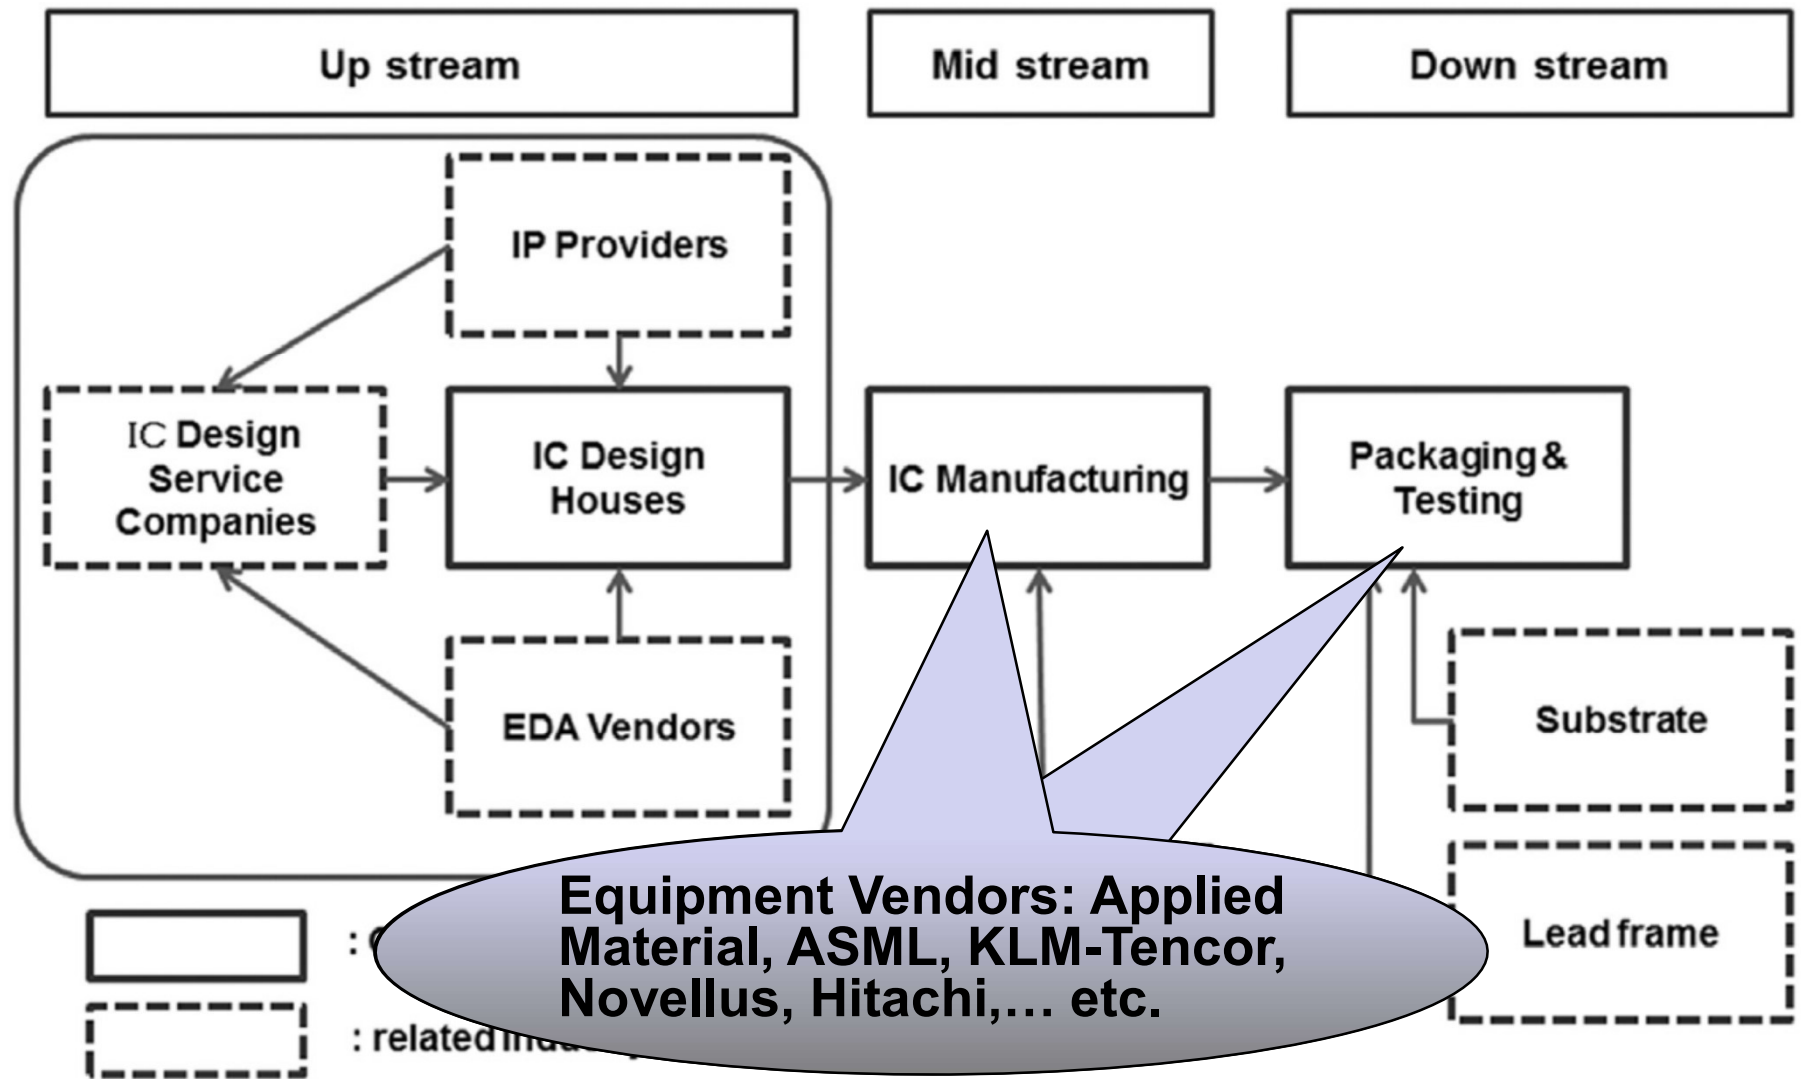 Up stream
Mid stream
Down stream
IP Providers
IC Design
Service
Companies
IC Design
Houses
IC Manufacturing
Packaging &
Testing
EDA Vendors
Substrate
Lead frame
Equipment Vendors: Applied
Material, ASML, KLM-Tencor,
Novellus, Hitachi,… etc.
:
: related